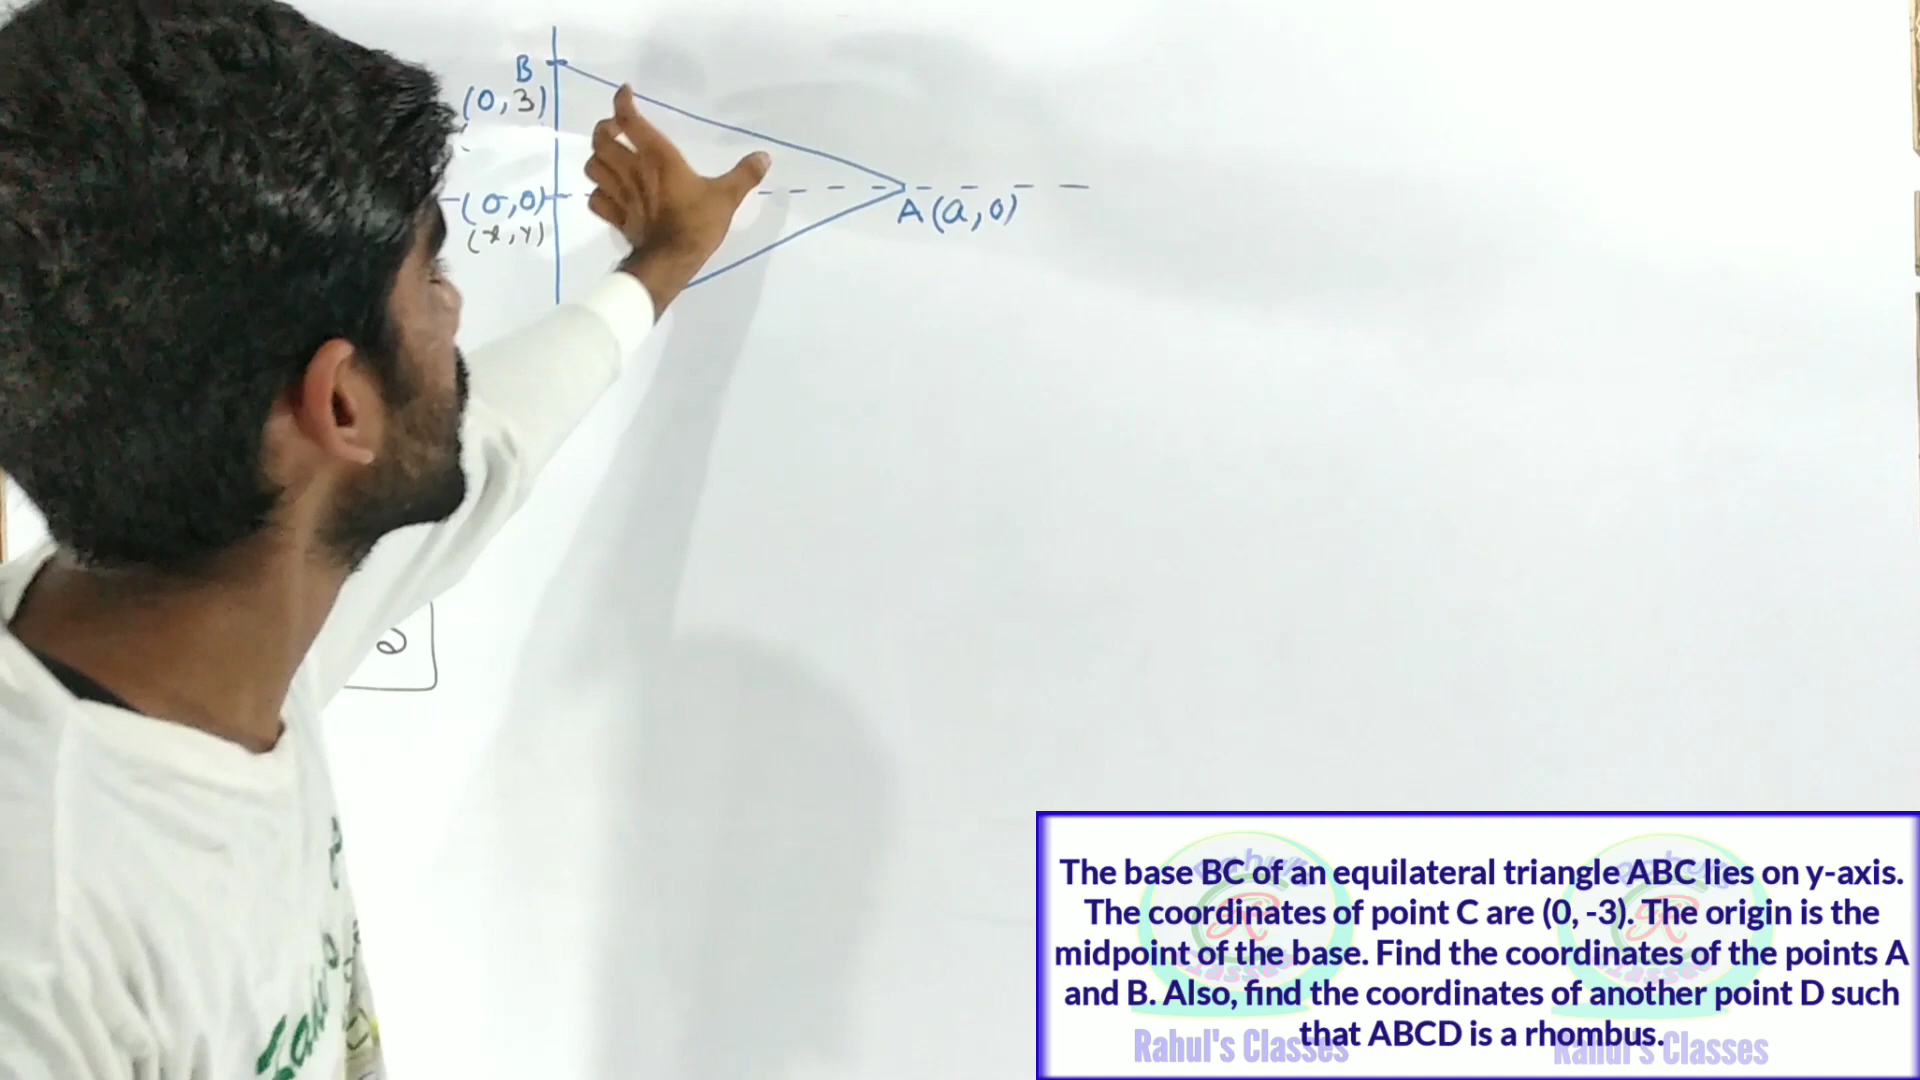 B
(0,3)
(0,0)
(x,y)
A(a,0)
The base BC of an equilateral triangle ABC lies on y-axis.
The coordinates of point C are (0, -3). The origin is the
midpoint of the base. Find the coordinates of the points A
and B. Also, find the coordinates of another point D such
that ABCD is a rhombus.
Rahul's Classes
Rahul's Classes